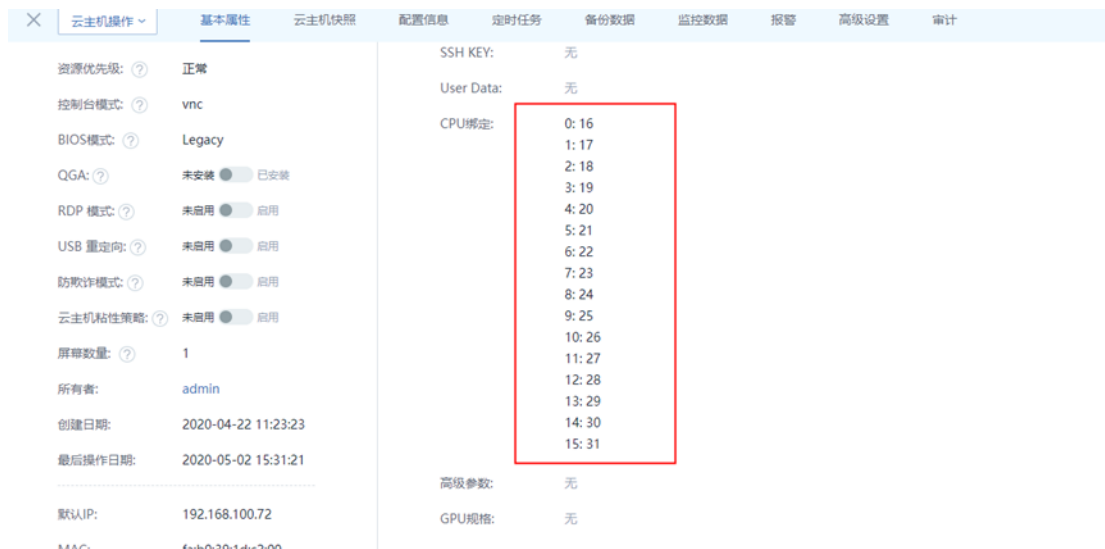 云主机操作 基本属性 云主机快照 配置信息 定时任务 备份数据 监控数据 报警 高级设置 审计
资源优先级: 正常
控制台模式: vnc
BIOS模式: Legacy
QGA: 未安装 已安装
RDP 模式: 未启用 启用
USB 重定向: 未启用 启用
防欺诈模式: 未启用 启用
云主机粘性策略: 未启用 启用
屏幕数量: 1
所有者: admin
创建日期: 2020-04-22 11:23:23
最后操作日期: 2020-05-02 15:31:21
默认IP: 192.168.100.72
SSH KEY: 无
User Data: 无
CPU绑定: 0: 16
1: 17
2: 18
3: 19
4: 20
5: 21
6: 22
7: 23
8: 24
9: 25
10: 26
11: 27
12: 28
13: 29
14: 30
15: 31
高级参数: 无
GPU规格: 无